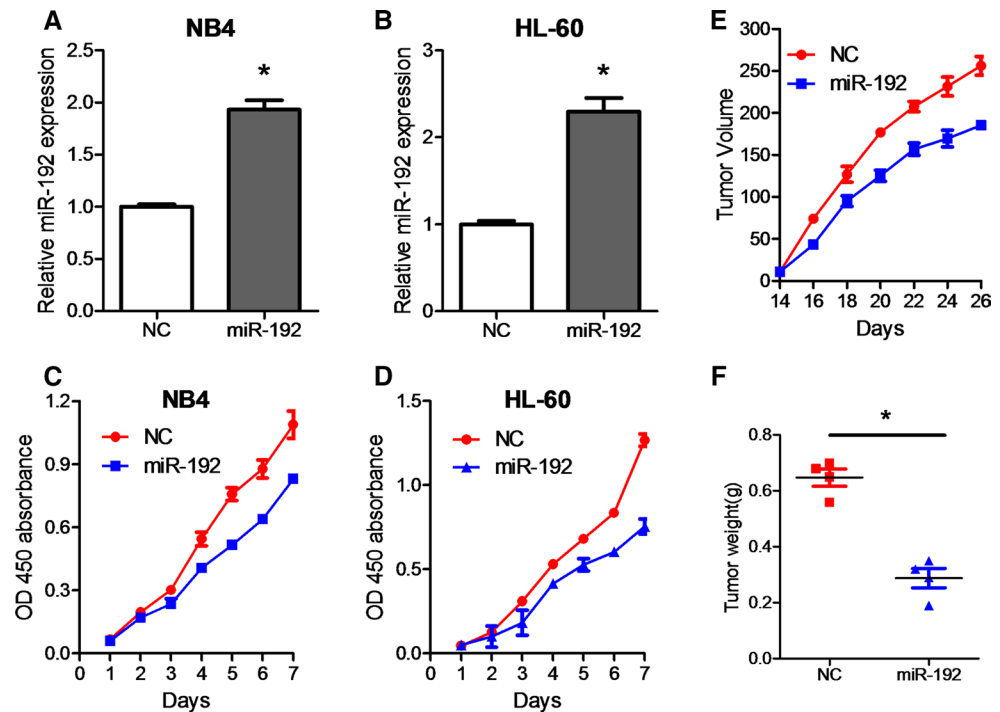 A
NB4
Relative miR-192 expression
2.5
2.0
1.5
1.0
0.5
0.0
NC
miR-192
*
B
HL-60
Relative miR-192 expression
3
2
1
0
NC
miR-192
*
E
NC
miR-192
Tumor Volume
300
250
200
150
100
50
0
14 16 18 20 22 24 26
Days
C
NB4
NC
miR-192
OD 450 absorbance
1.2
0.9
0.6
0.3
0.0
0 1 2 3 4 5 6 7
Days
D
HL-60
NC
miR-192
OD 450 absorbance
1.5
1.0
0.5
0.0
0 1 2 3 4 5 6 7
Days
F
*
Tumor weight(g)
0.8
0.6
0.4
0.2
0.0
NC
miR-192